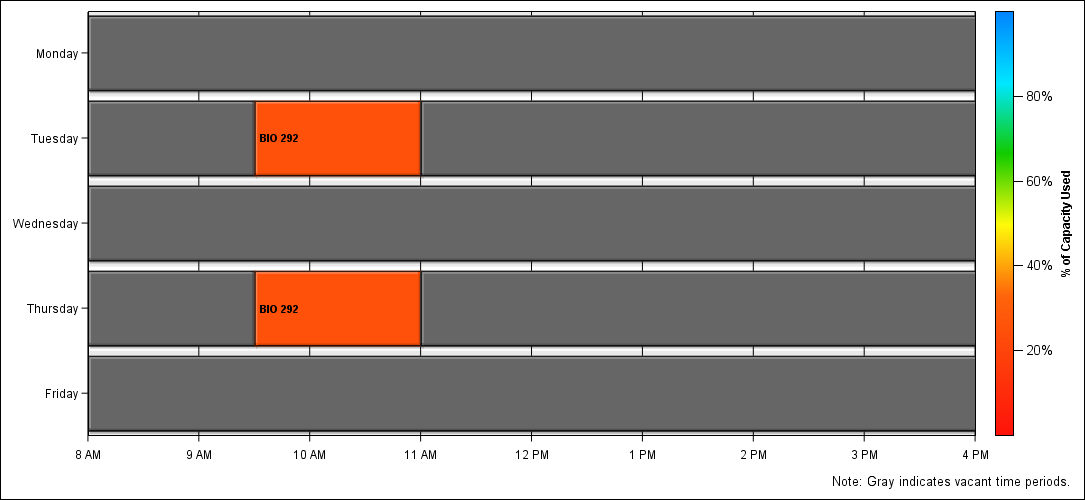 Monday
Tuesday
BIO 292
Wednesday
Thursday
BIO 292
Friday
8 AM 9 AM 10 AM 11 AM 12 PM 1 PM 2 PM 3 PM 4 PM
80%
60%
40%
20%
% of Capacity Used
Note: Gray indicates vacant time periods.